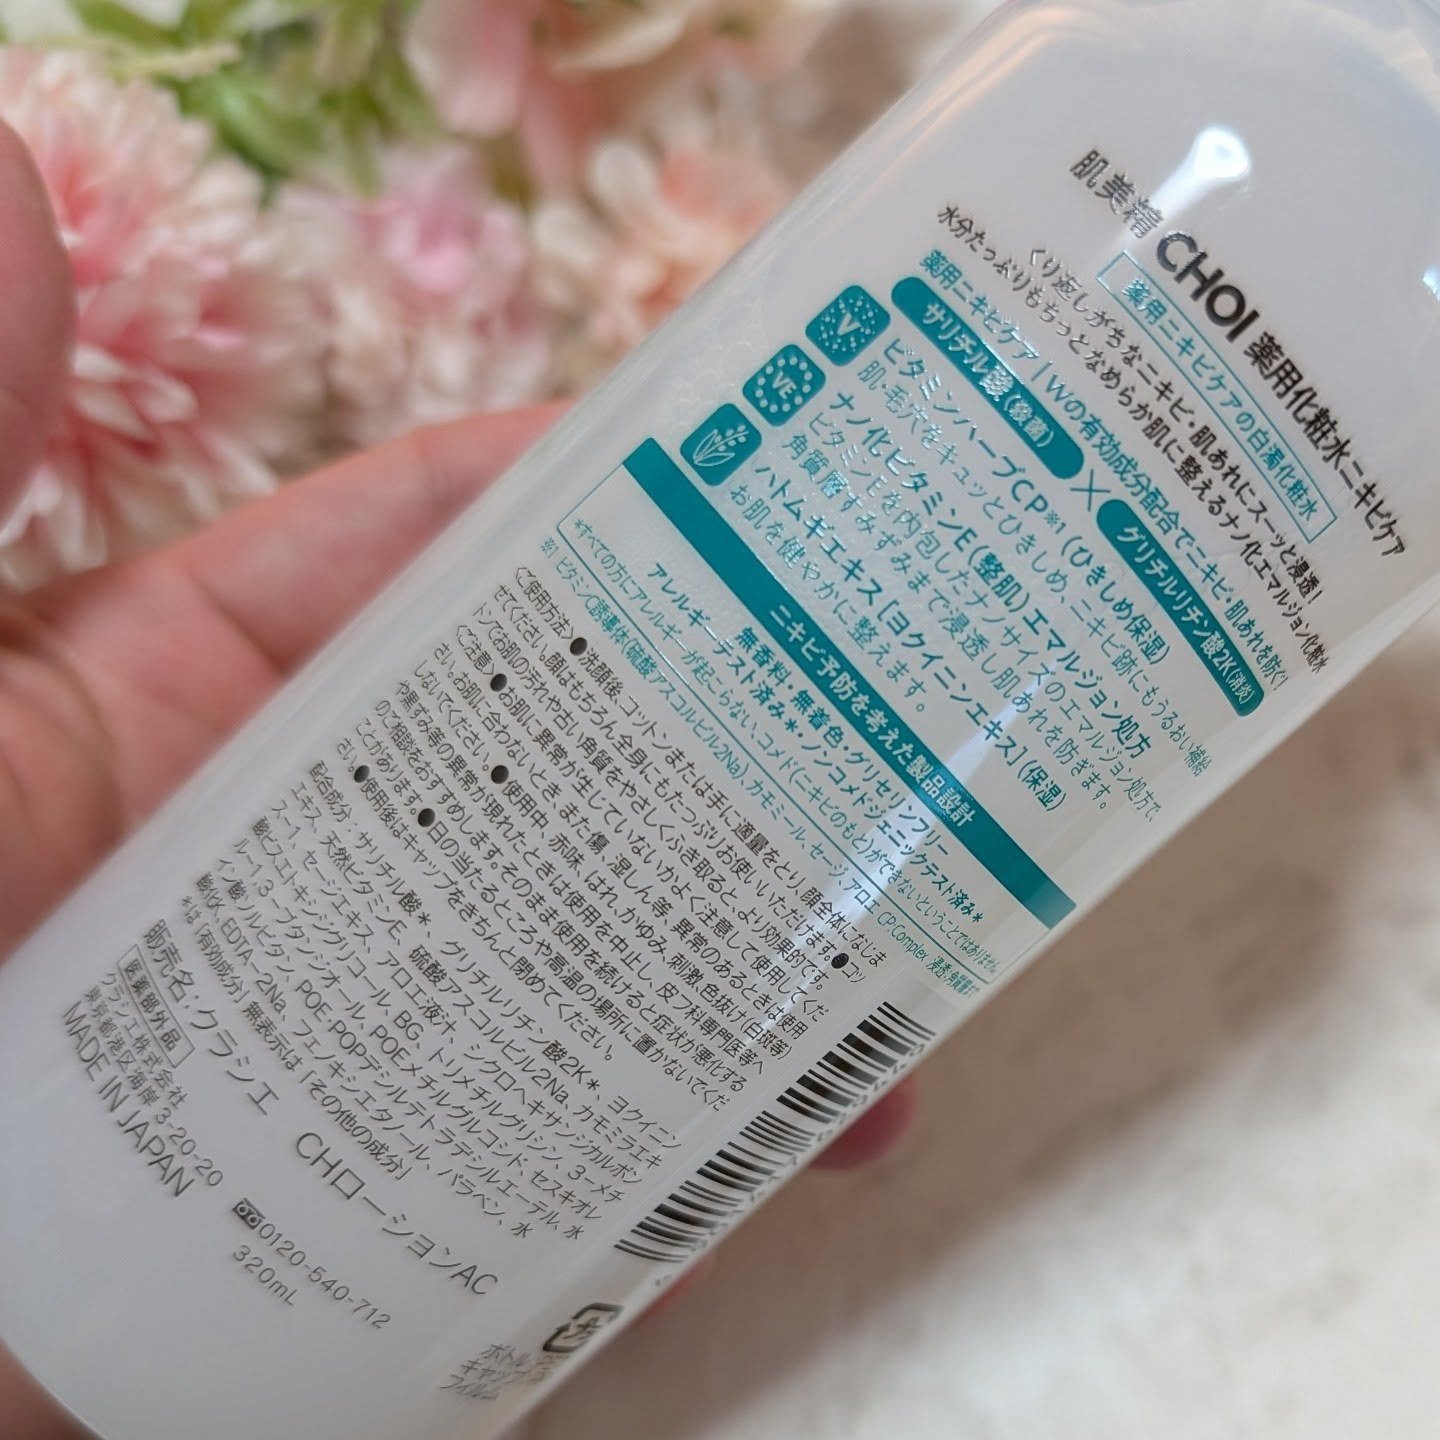 肌美精 CHOI 薬用化粧水ニキビケア
薬用ニキビケアの白濁化粧水
くり返しがちなニキビ・肌あれにスーッと浸透!
水分たっぷりもちっとなめらか肌に整えるナノ化エマルジョン化粧水
薬用ニキビケア|Wの有効成分配合でニキビ・肌あれを防ぐ!
サリチル酸(殺菌) × グリチルリチン酸2K(消炎)
V ビタミンハーブCP※1(ひきしめ保湿)
肌・毛穴をキュッとひきしめ、ニキビ跡にもうるおい補給
VE ナノ化ビタミンE(整肌)エマルジョン処方
ビタミンEを内包したナノサイズのエマルジョン処方で、
角質層すみずみまで浸透し肌あれを防ぎます。
ハトムギエキス[ヨクイニンエキス](保湿)
お肌を健やかに整えます。
ニキビ予防を考えた製品設計
無香料・無着色・グリセリンフリー
アレルギーテスト済み*・ノンコメドジェニックテスト済み*
*すべての方にアレルギーが起こらない、コメド(ニキビのもと)ができないということではありません。
※1 ビタミンC誘導体(硫酸アスコルビル2Na)、カモミール、セージ、アロエ CP:Complex 浸透:角質層まで
〈ご使用方法〉●洗顔後、コットンまたは手に適量をとり、顔全体になじま
せてください。顔はもちろん全身にもたっぷりお使いいただけます。●コッ
トンでお肌の汚れや古い角質をやさしくふき取ると、より効果的です。
〈ご注意〉●お肌に異常が生じていないかよく注意して使用してくだ
さい。お肌に合わないとき、また傷、湿しん等、異常のあるときは使用
しないでください。●使用中、赤味、はれ、かゆみ、刺激、色抜け(白斑等)
や黒ずみ等の異常が現れたときは使用を中止し、皮フ科専門医等へ
のご相談をおすすめします。そのまま使用を続けると症状が悪化する
ことがあります。●日の当たるところや高温の場所に置かないでくだ
さい。●使用後はキャップをきちんと閉めてください。
配合成分:サリチル酸*、グリチルリチン酸2K*、ヨクイニン
エキス、天然ビタミンE、硫酸アスコルビル2Na、カモミラエキ
ス-1、セージエキス、アロエ液汁、シクロヘキサンジカルボン
酸ビスエトキシジグリコール、BG、トリメチルグリシン、3-メチ
ル-1,3-ブタンジオール、POEメチルグルコシド、セスキオレ
イン酸ソルビタン、POE・POPデシルテトラデシルエーテル、水
酸化K、EDTA-2Na、フェノキシエタノール、パラベン、水
*は「有効成分」無表示は「その他の成分」
販売名:クラシエ CHローションAC
医薬部外品
クラシエ株式会社
東京都港区海岸 3-20-20
0120-540-712
MADE IN JAPAN
320mL
キャップ
フィルム